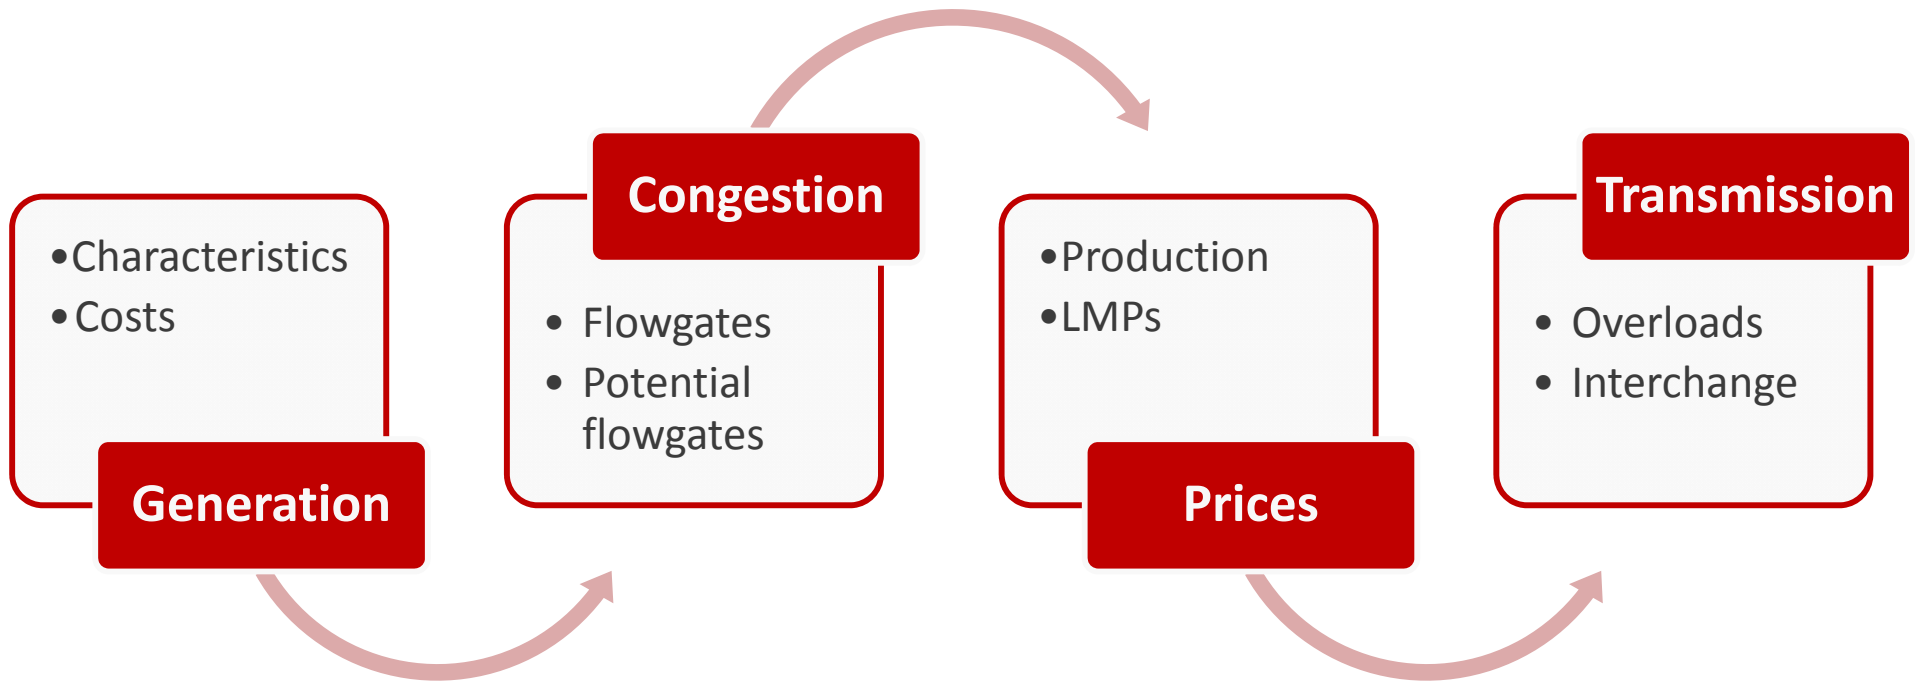 •Characteristics
•Costs
Generation
Congestion
• Flowgates
• Potential
flowgates
•Production
•LMPs
Prices
Transmission
• Overloads
• Interchange